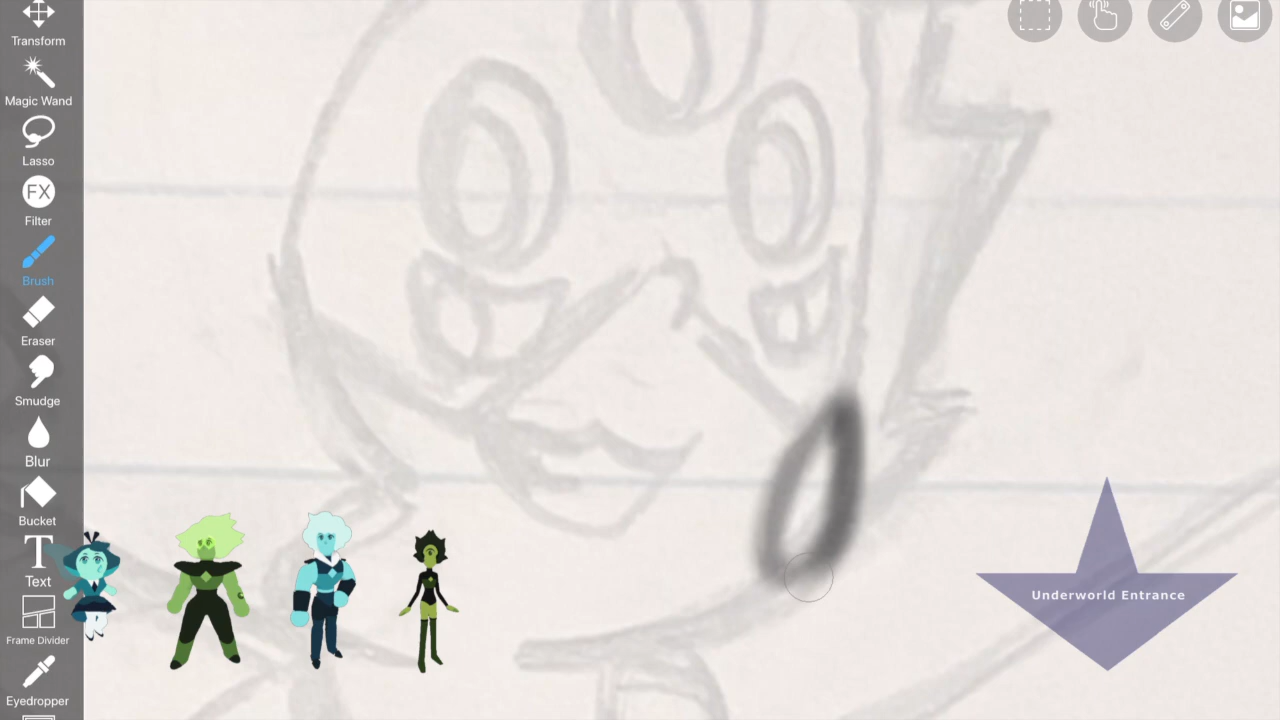 Transform
Magic Wand
Lasso
FX
Filter
Brush
Eraser
Smudge
Blur
Bucket
T
Text
Frame Divider
Eyedropper
Underworld Entrance